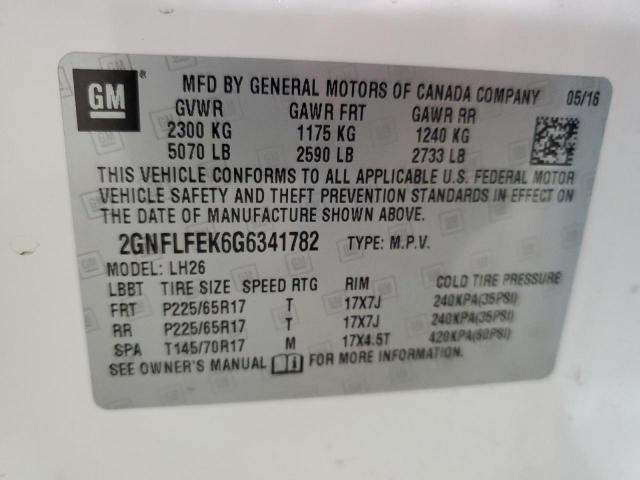 GM
MFD BY GENERAL MOTORS OF CANADA COMPANY 05/16
GVWR GAWR FRT GAWR RR
2300 KG 1175 KG 1240 KG
5070 LB 2590 LB 2733 LB
THIS VEHICLE CONFORMS TO ALL APPLICABLE U.S. FEDERAL MOTOR
VEHICLE SAFETY AND THEFT PREVENTION STANDARDS IN EFFECT ON
THE DATE OF MANUFACTURE SHOWN ABOVE.
2GNFLFEK6G6341782 TYPE: M.P.V.
MODEL: LH26
LBBT TIRE SIZE SPEED RTG RIM COLD TIRE PRESSURE
FRT P225/65R17 T 17X7J 240KPA(35PSI)
RR P225/65R17 T 17X7J 240KPA(35PSI)
SPA T145/70R17 M 17X4.5T 420KPA(60PSI)
SEE OWNER'S MANUAL FOR MORE INFORMATION.